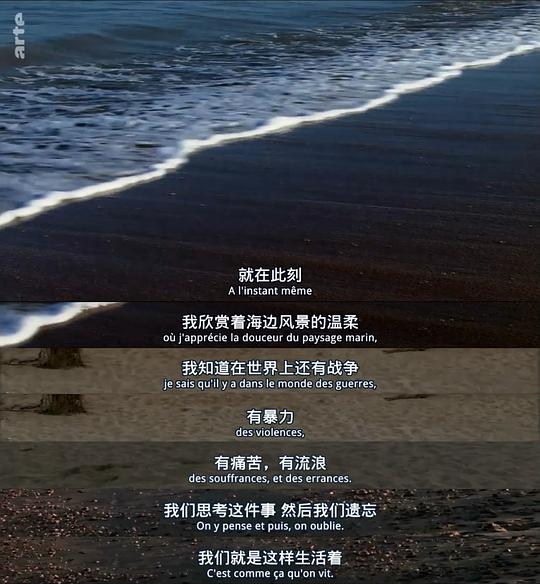 arte
就在此刻
A l'instant même
我欣赏着海边风景的温柔
où j'apprécie la douceur du paysage marin,
我知道在世界上还有战争
je sais qu'il y a dans le monde des guerres,
有暴力
des violences,
有痛苦，有流浪
des souffrances, et des errances.
我们思考这件事 然后我们遗忘
On y pense et puis, on oublie.
我们就是这样生活着
C'est comme ça qu'on vit.